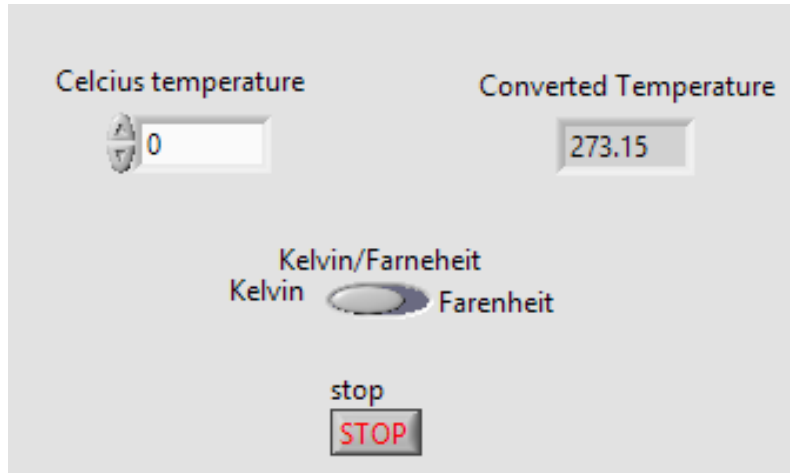 Celcius temperature
Converted Temperature
0
273.15
Kelvin/Farneheit
Kelvin
Farenheit
stop
STOP